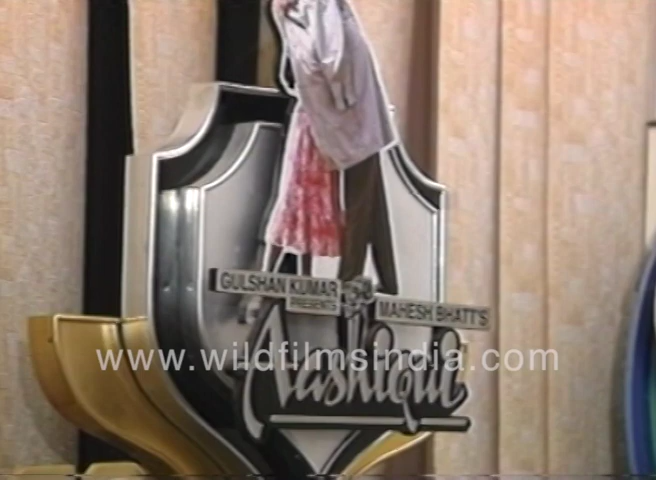 GULSHAN KUMAR
PRESENTS
MAHESH BHATT'S
Aashiqui
www.wildfilmsindia.com